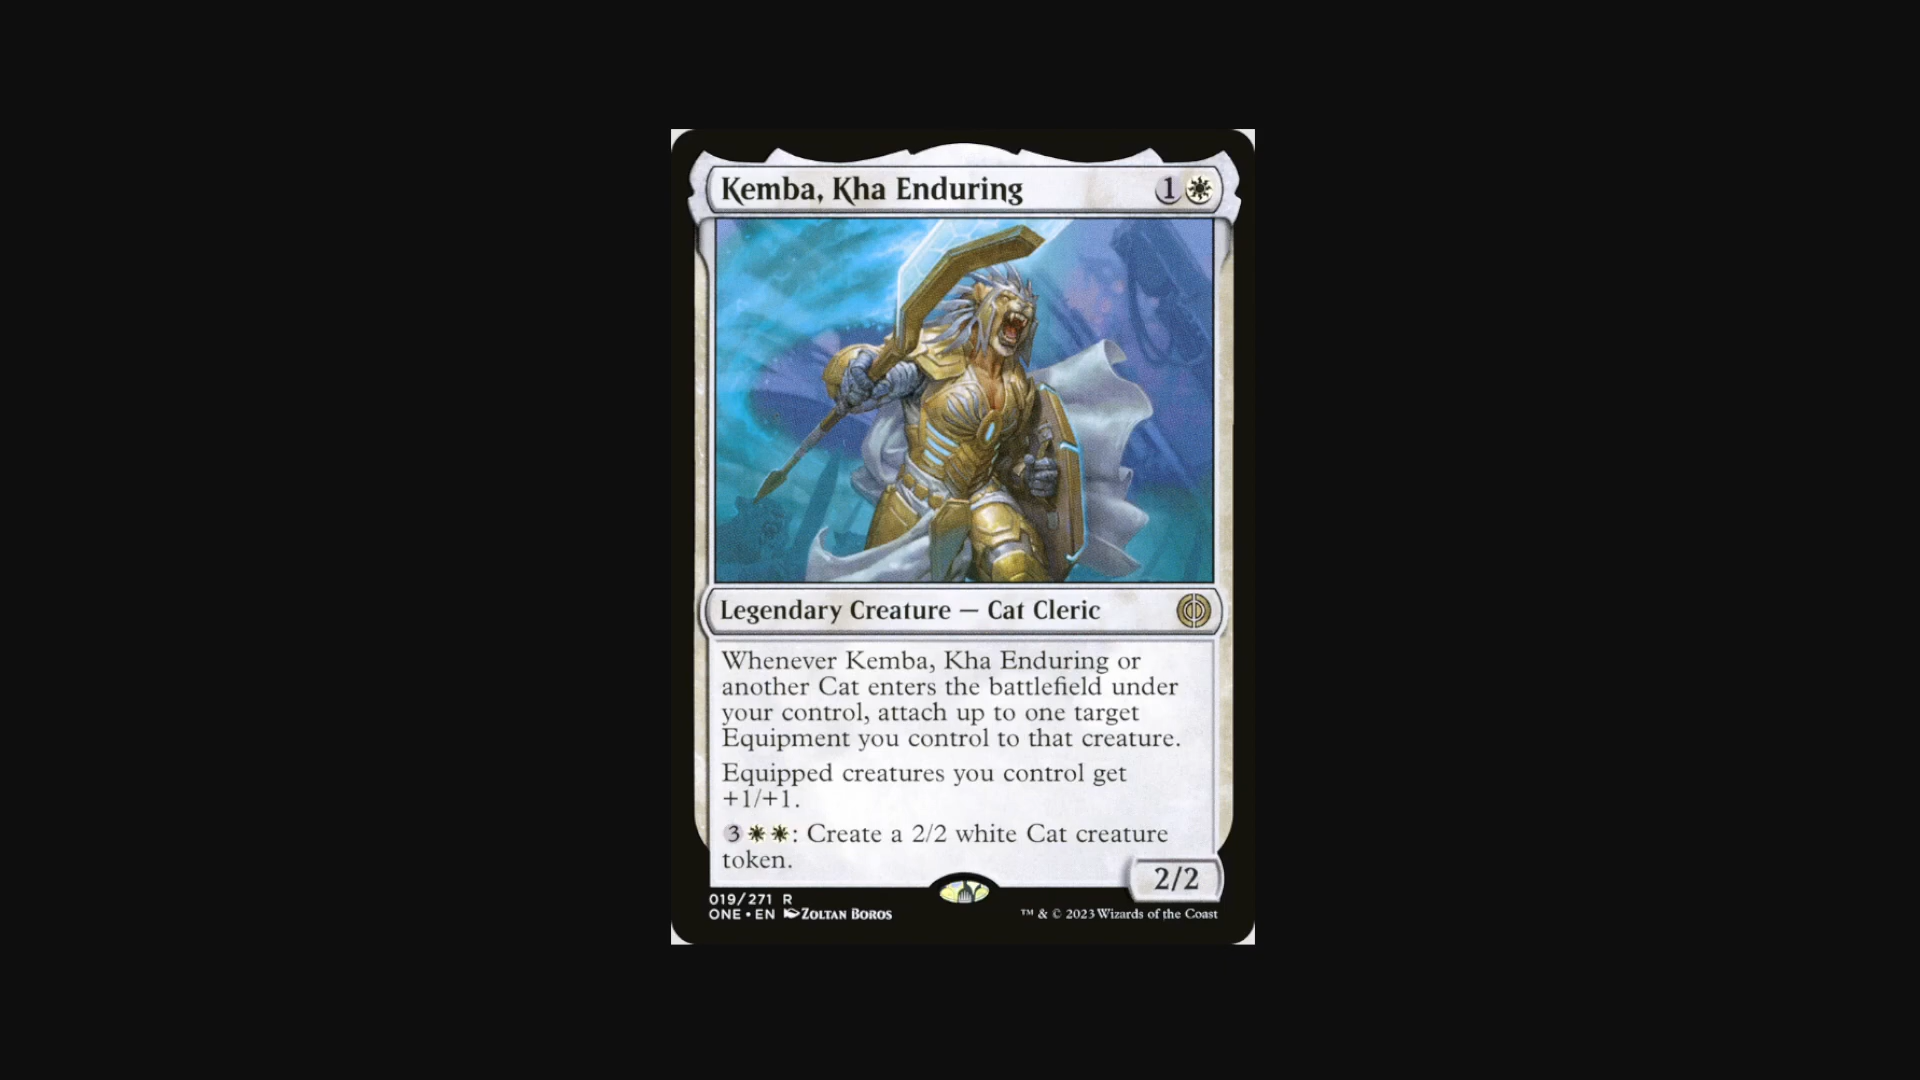 Kemba, Kha Enduring 1
Legendary Creature — Cat Cleric
Whenever Kemba, Kha Enduring or
another Cat enters the battlefield under
your control, attach up to one target
Equipment you control to that creature.
Equipped creatures you control get
+1/+1.
3 : Create a 2/2 white Cat creature
token.
2/2
019/271 R
ONE • EN Zoltan Boros
™ & © 2023 Wizards of the Coast